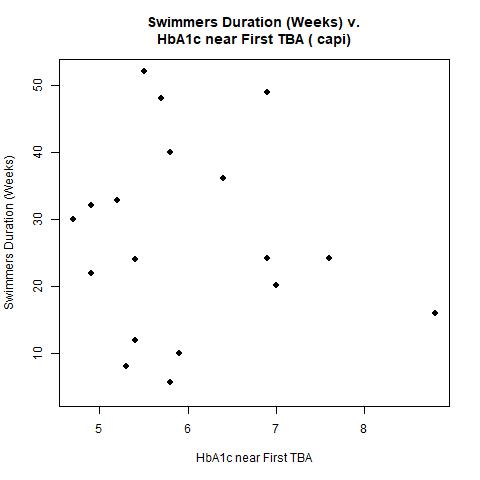 Swimmers Duration (Weeks) v.
HbA1c near First TBA ( capi)
50
40
30
20
10
Swimmers Duration (Weeks)
5 6 7 8
HbA1c near First TBA